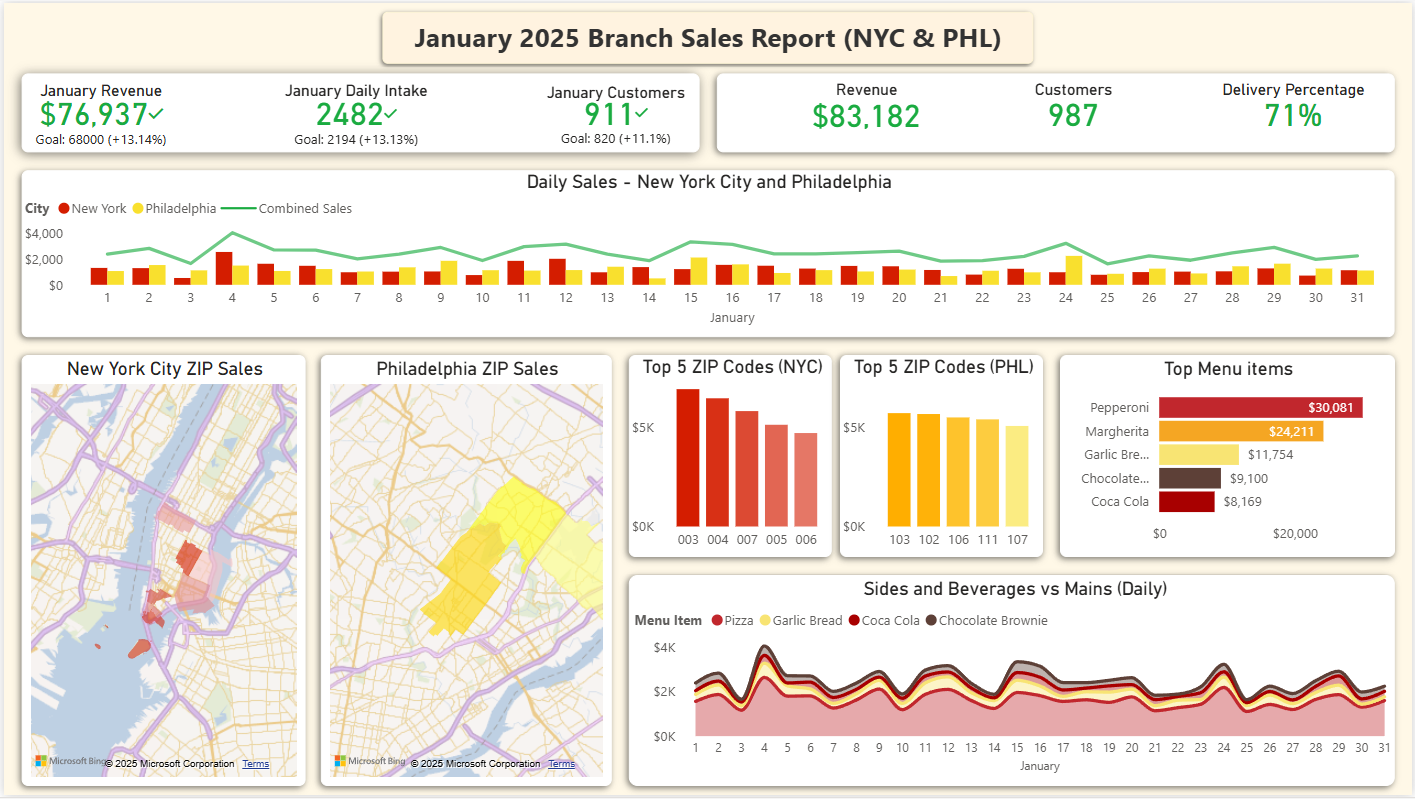 January 2025 Branch Sales Report (NYC & PHL)
January Revenue
$76,937
Goal: 68000 (+13.14%)
January Daily Intake
2482
Goal: 2194 (+13.13%)
January Customers
911
Goal: 820 (+11.1%)
Revenue
$83,182
Customers
987
Delivery Percentage
71%
Daily Sales - New York City and Philadelphia
City New York Philadelphia Combined Sales
$4,000
$2,000
$0
1 2 3 4 5 6 7 8 9 10 11 12 13 14 15 16 17 18 19 20 21 22 23 24 25 26 27 28 29 30 31
January
New York City ZIP Sales
Microsoft Bing © 2025 Microsoft Corporation Terms
Philadelphia ZIP Sales
Microsoft Bing © 2025 Microsoft Corporation Terms
Top 5 ZIP Codes (NYC)
$5K
$0K
003 004 007 005 006
Top 5 ZIP Codes (PHL)
$5K
$0K
103 102 106 111 107
Top Menu items
Pepperoni $30,081
Margherita $24,211
Garlic Bre... $11,754
Chocolate... $9,100
Coca Cola $8,169
$0 $20,000
Sides and Beverages vs Mains (Daily)
Menu Item Pizza Garlic Bread Coca Cola Chocolate Brownie
$4K
$2K
$0K
1 2 3 4 5 6 7 8 9 10 11 12 13 14 15 16 17 18 19 20 21 22 23 24 25 26 27 28 29 30 31
January